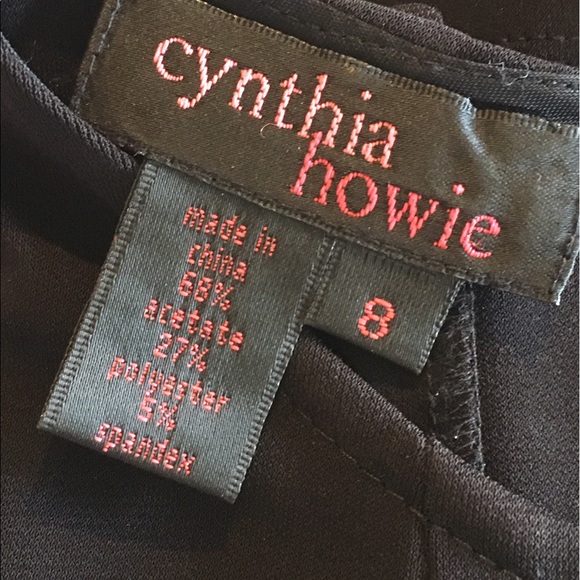 cynthia
howie
made in
china
68%
acetate
27%
polyester
5%
spandex
8